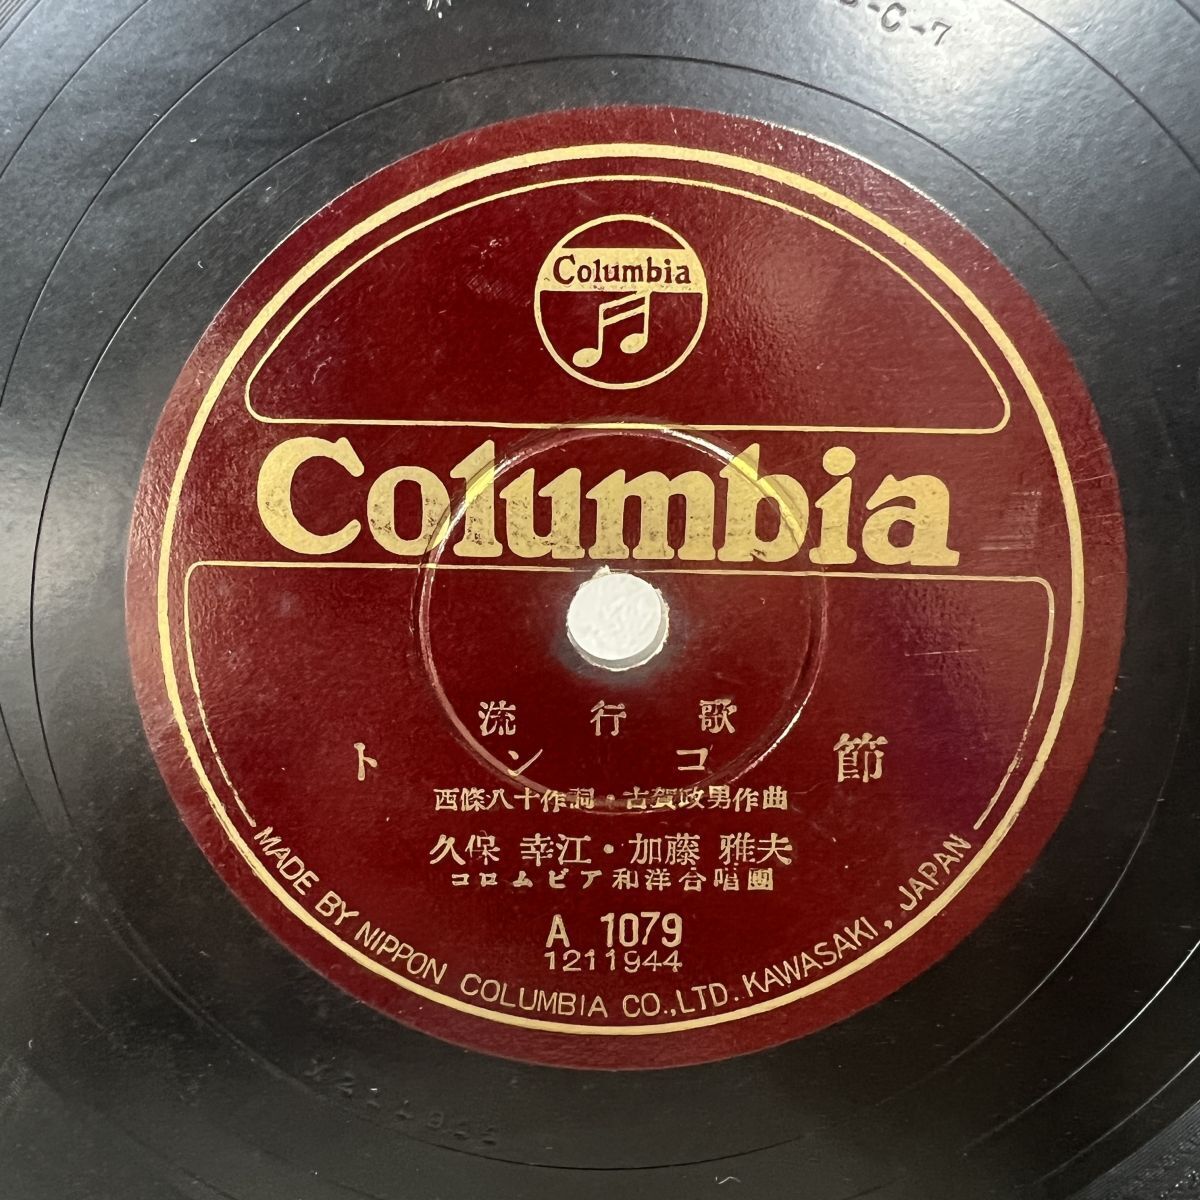 Columbia
Columbia
流行歌
トンコ節
西條八十作詞・古賀政男作曲
久保 幸江・加藤 雅夫
コロムビア和洋合唱團
A 1079
1211944
MADE BY NIPPON COLUMBIA CO., LTD. KAWASAKI, JAPAN
-C-7